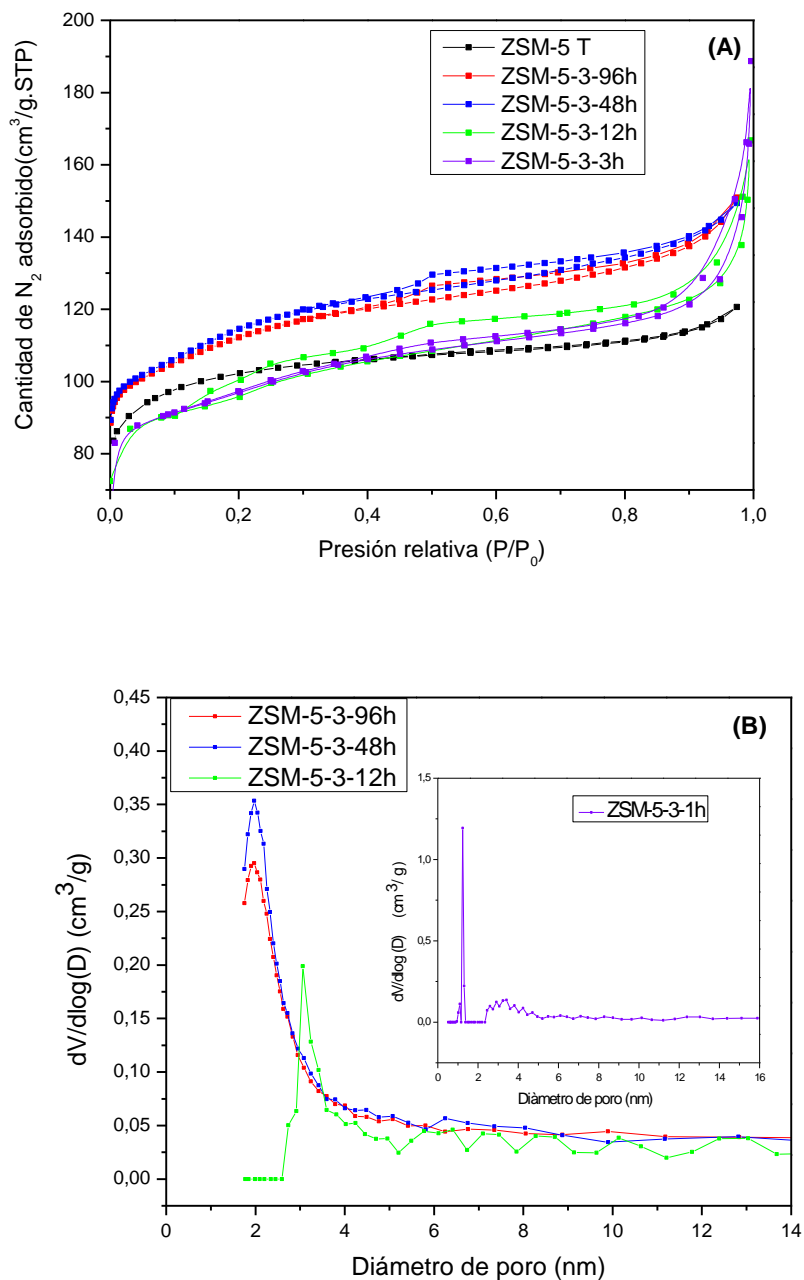 (A)
ZSM-5 T
ZSM-5-3-96h
ZSM-5-3-48h
ZSM-5-3-12h
ZSM-5-3-3h
Cantidad de N2 adsorbido(cm3/g.STP)
200
180
160
140
120
100
80
0,0 0,2 0,4 0,6 0,8 1,0
Presión relativa (P/P0)
(B)
ZSM-5-3-96h
ZSM-5-3-48h
ZSM-5-3-12h
dV/dlog(D) (cm3/g)
0,45
0,40
0,35
0,30
0,25
0,20
0,15
0,10
0,05
0,00
0 2 4 6 8 10 12 14
Diámetro de poro (nm)
ZSM-5-3-1h
dV/dlog(D) (cm3/g)
1,5
1,0
0,5
0,0
0 2 4 6 8 10 12 14 16
Diàmetro de poro (nm)